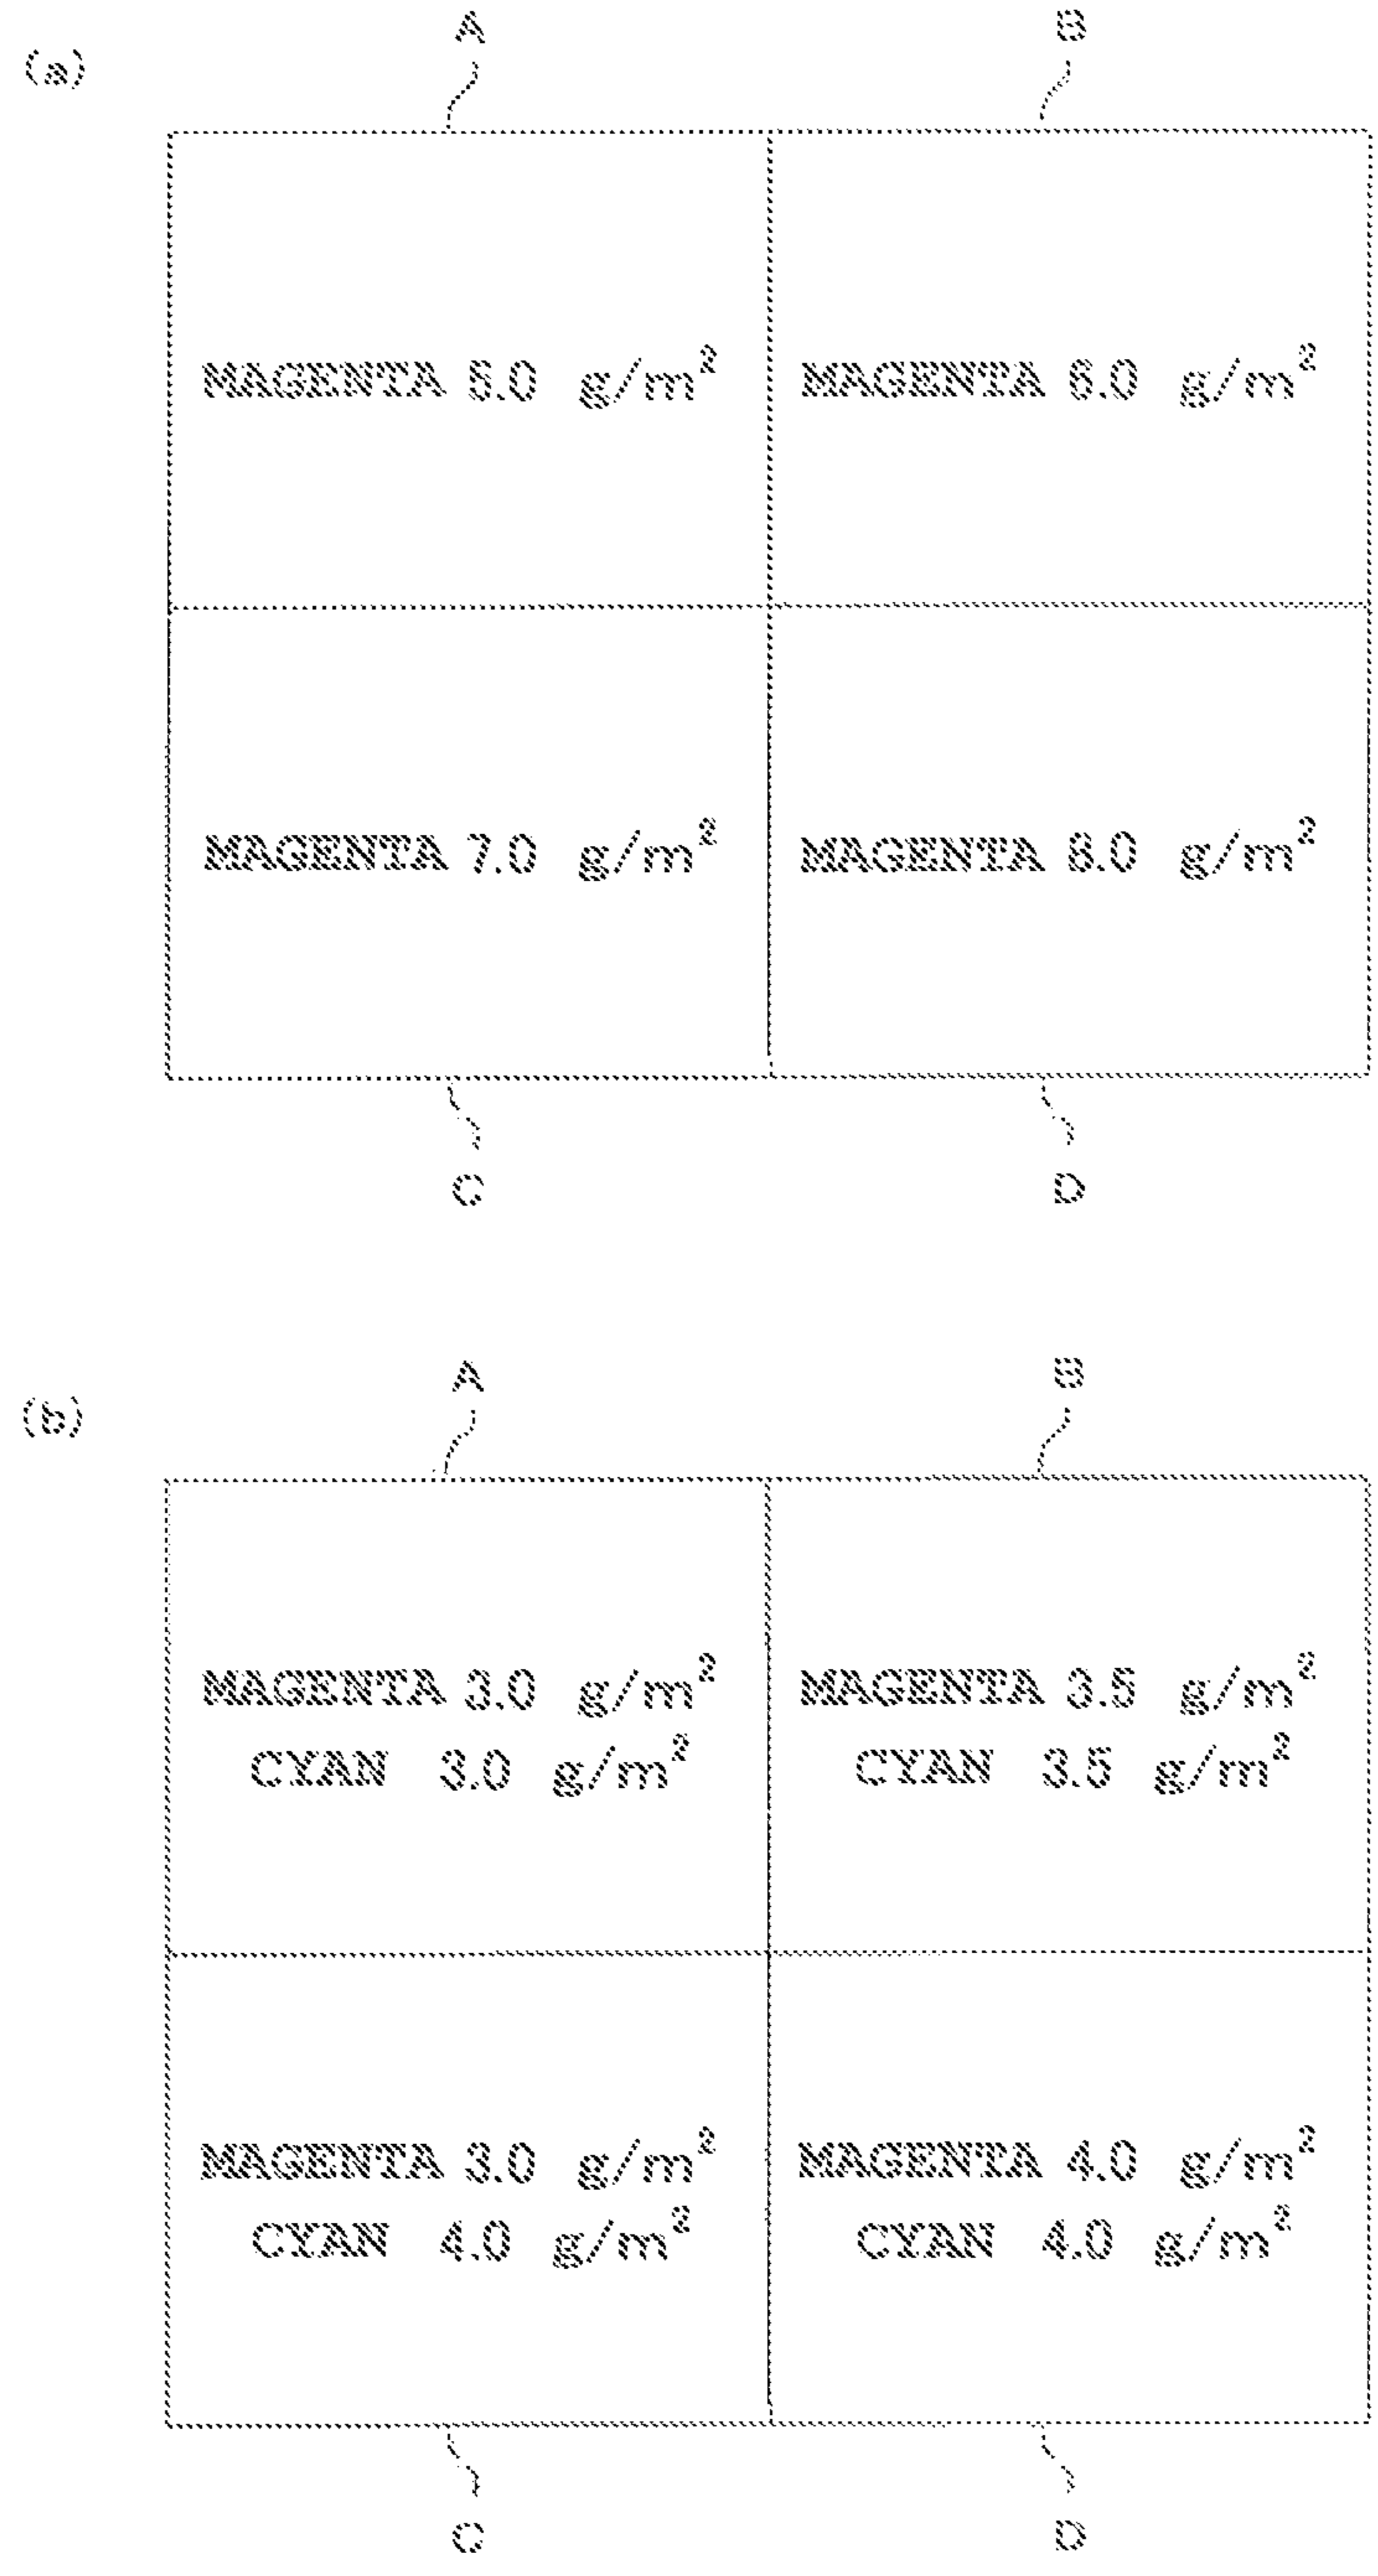 (a)
A B
MAGENTA 5.0 g/m²
MAGENTA 6.0 g/m²
MAGENTA 7.0 g/m²
MAGENTA 8.0 g/m²
C D
(b)
A B
MAGENTA 3.0 g/m²
CYAN 3.0 g/m²
MAGENTA 3.5 g/m²
CYAN 3.5 g/m²
MAGENTA 3.0 g/m²
CYAN 4.0 g/m²
MAGENTA 4.0 g/m²
CYAN 4.0 g/m²
C D